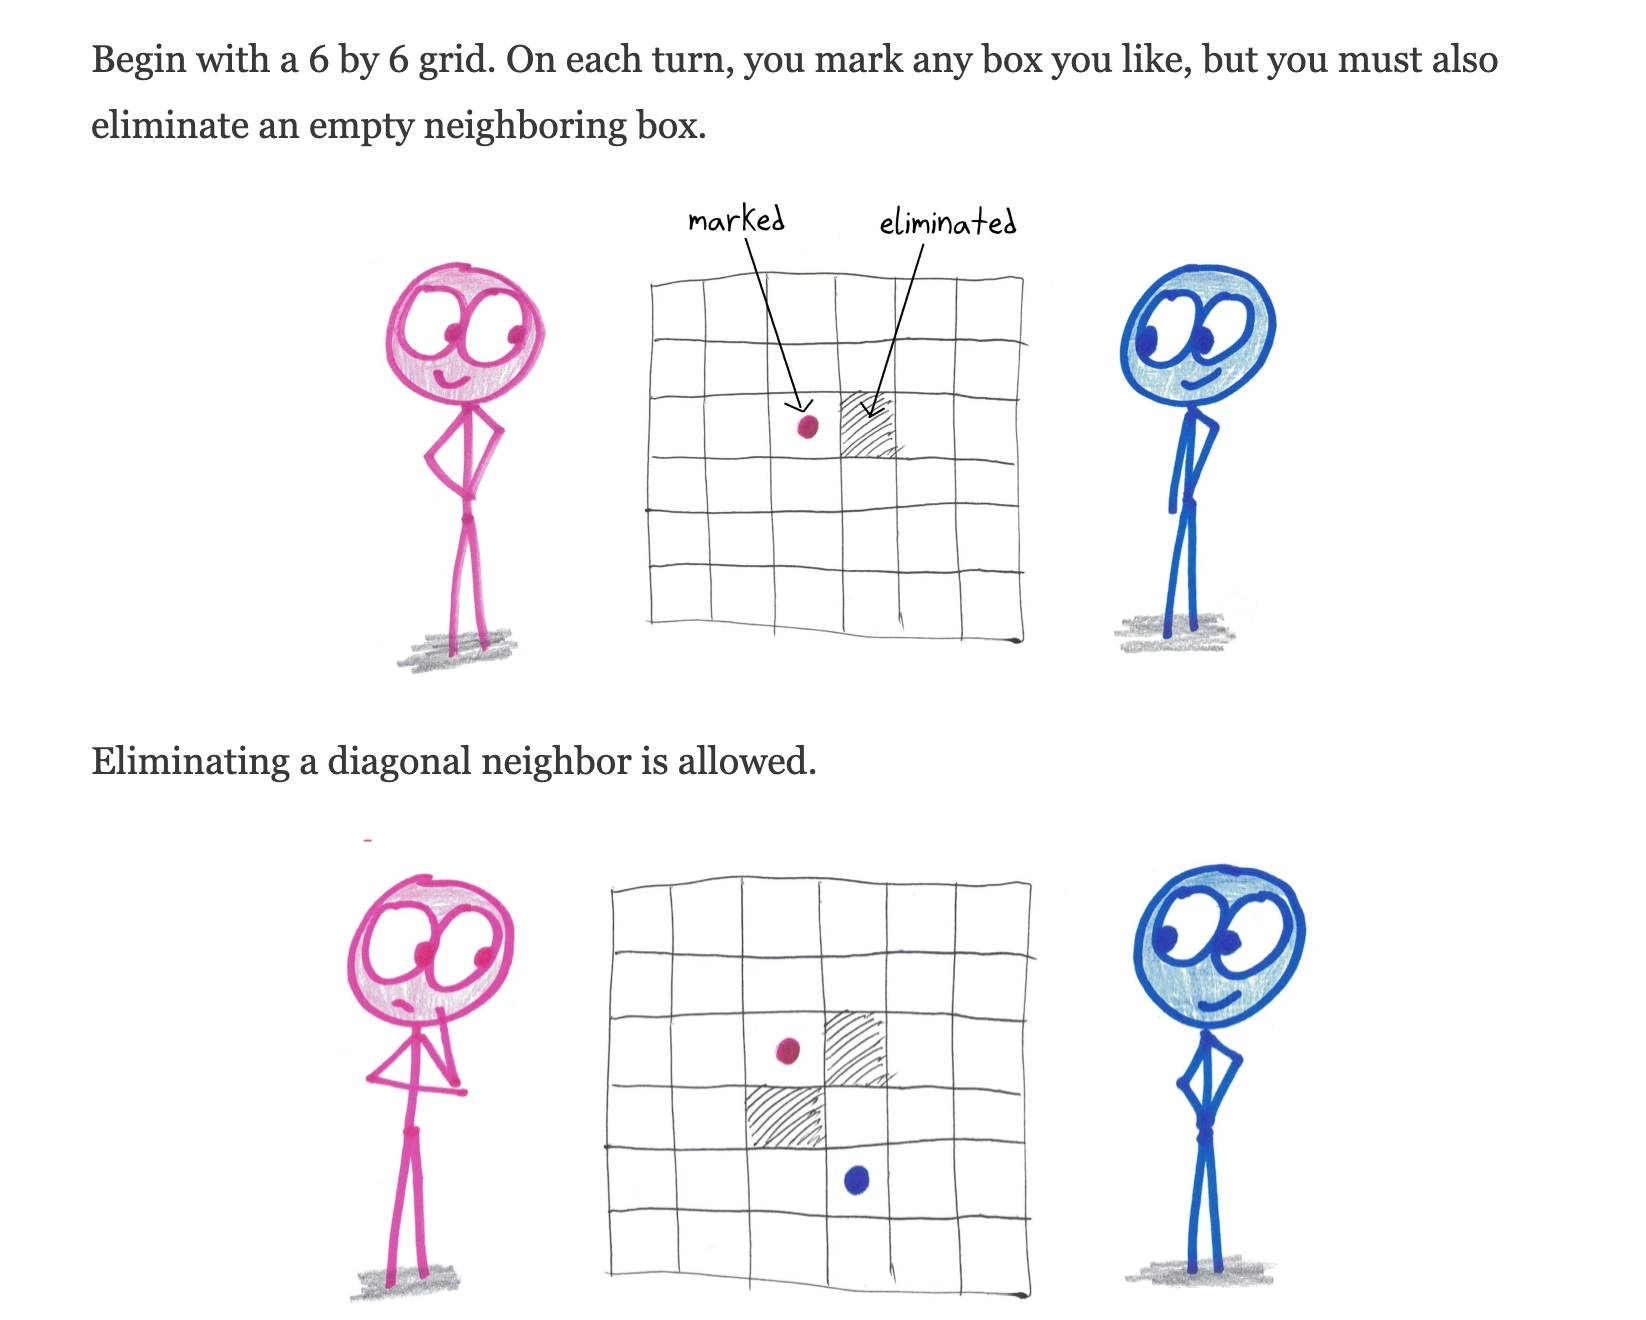 Begin with a 6 by 6 grid. On each turn, you mark any box you like, but you must also
eliminate an empty neighboring box.
marked eliminated
Eliminating a diagonal neighbor is allowed.